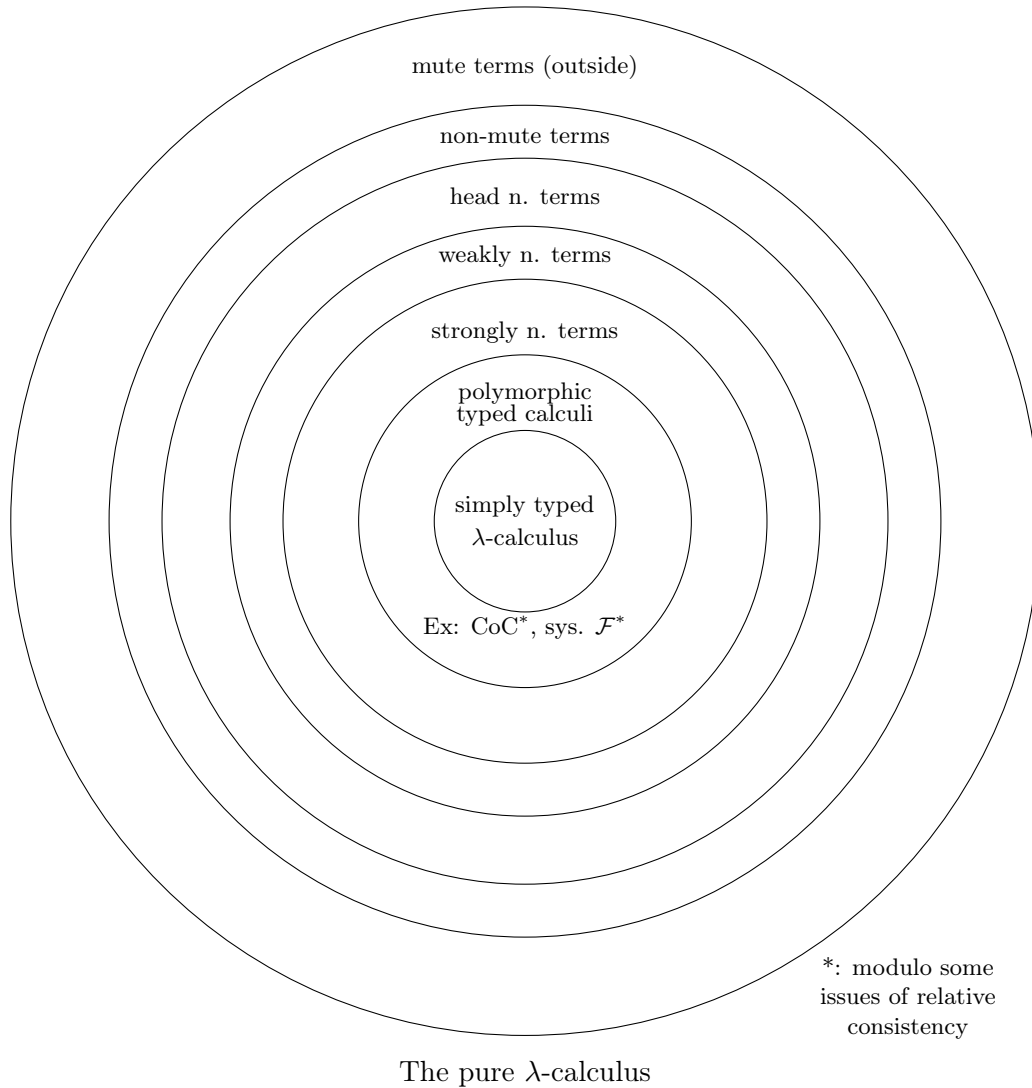 mute terms (outside)
non-mute terms
head n. terms
weakly n. terms
strongly n. terms
polymorphic
typed calculi
simply typed
λ-calculus
Ex: CoC*, sys. ℱ*
*: modulo some
issues of relative
consistency
The pure λ-calculus